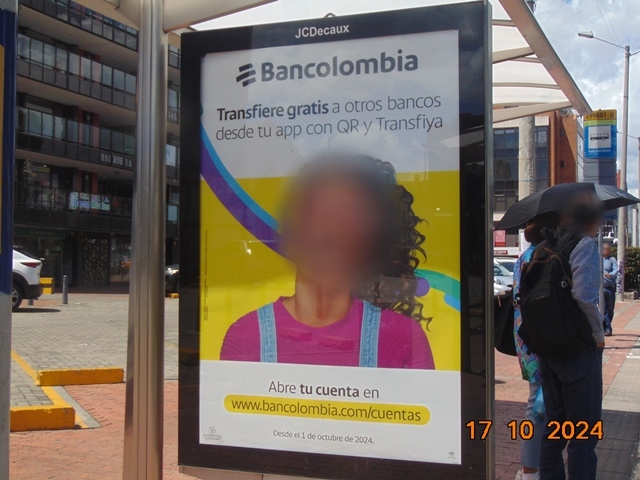 JCDecaux
Bancolombia
Transfiere gratis a otros bancos
desde tu app con QR y Transfiya
Abre tu cuenta en
www.bancolombia.com/cuentas
Desde el 1 de octubre de 2024.
17 10 2024